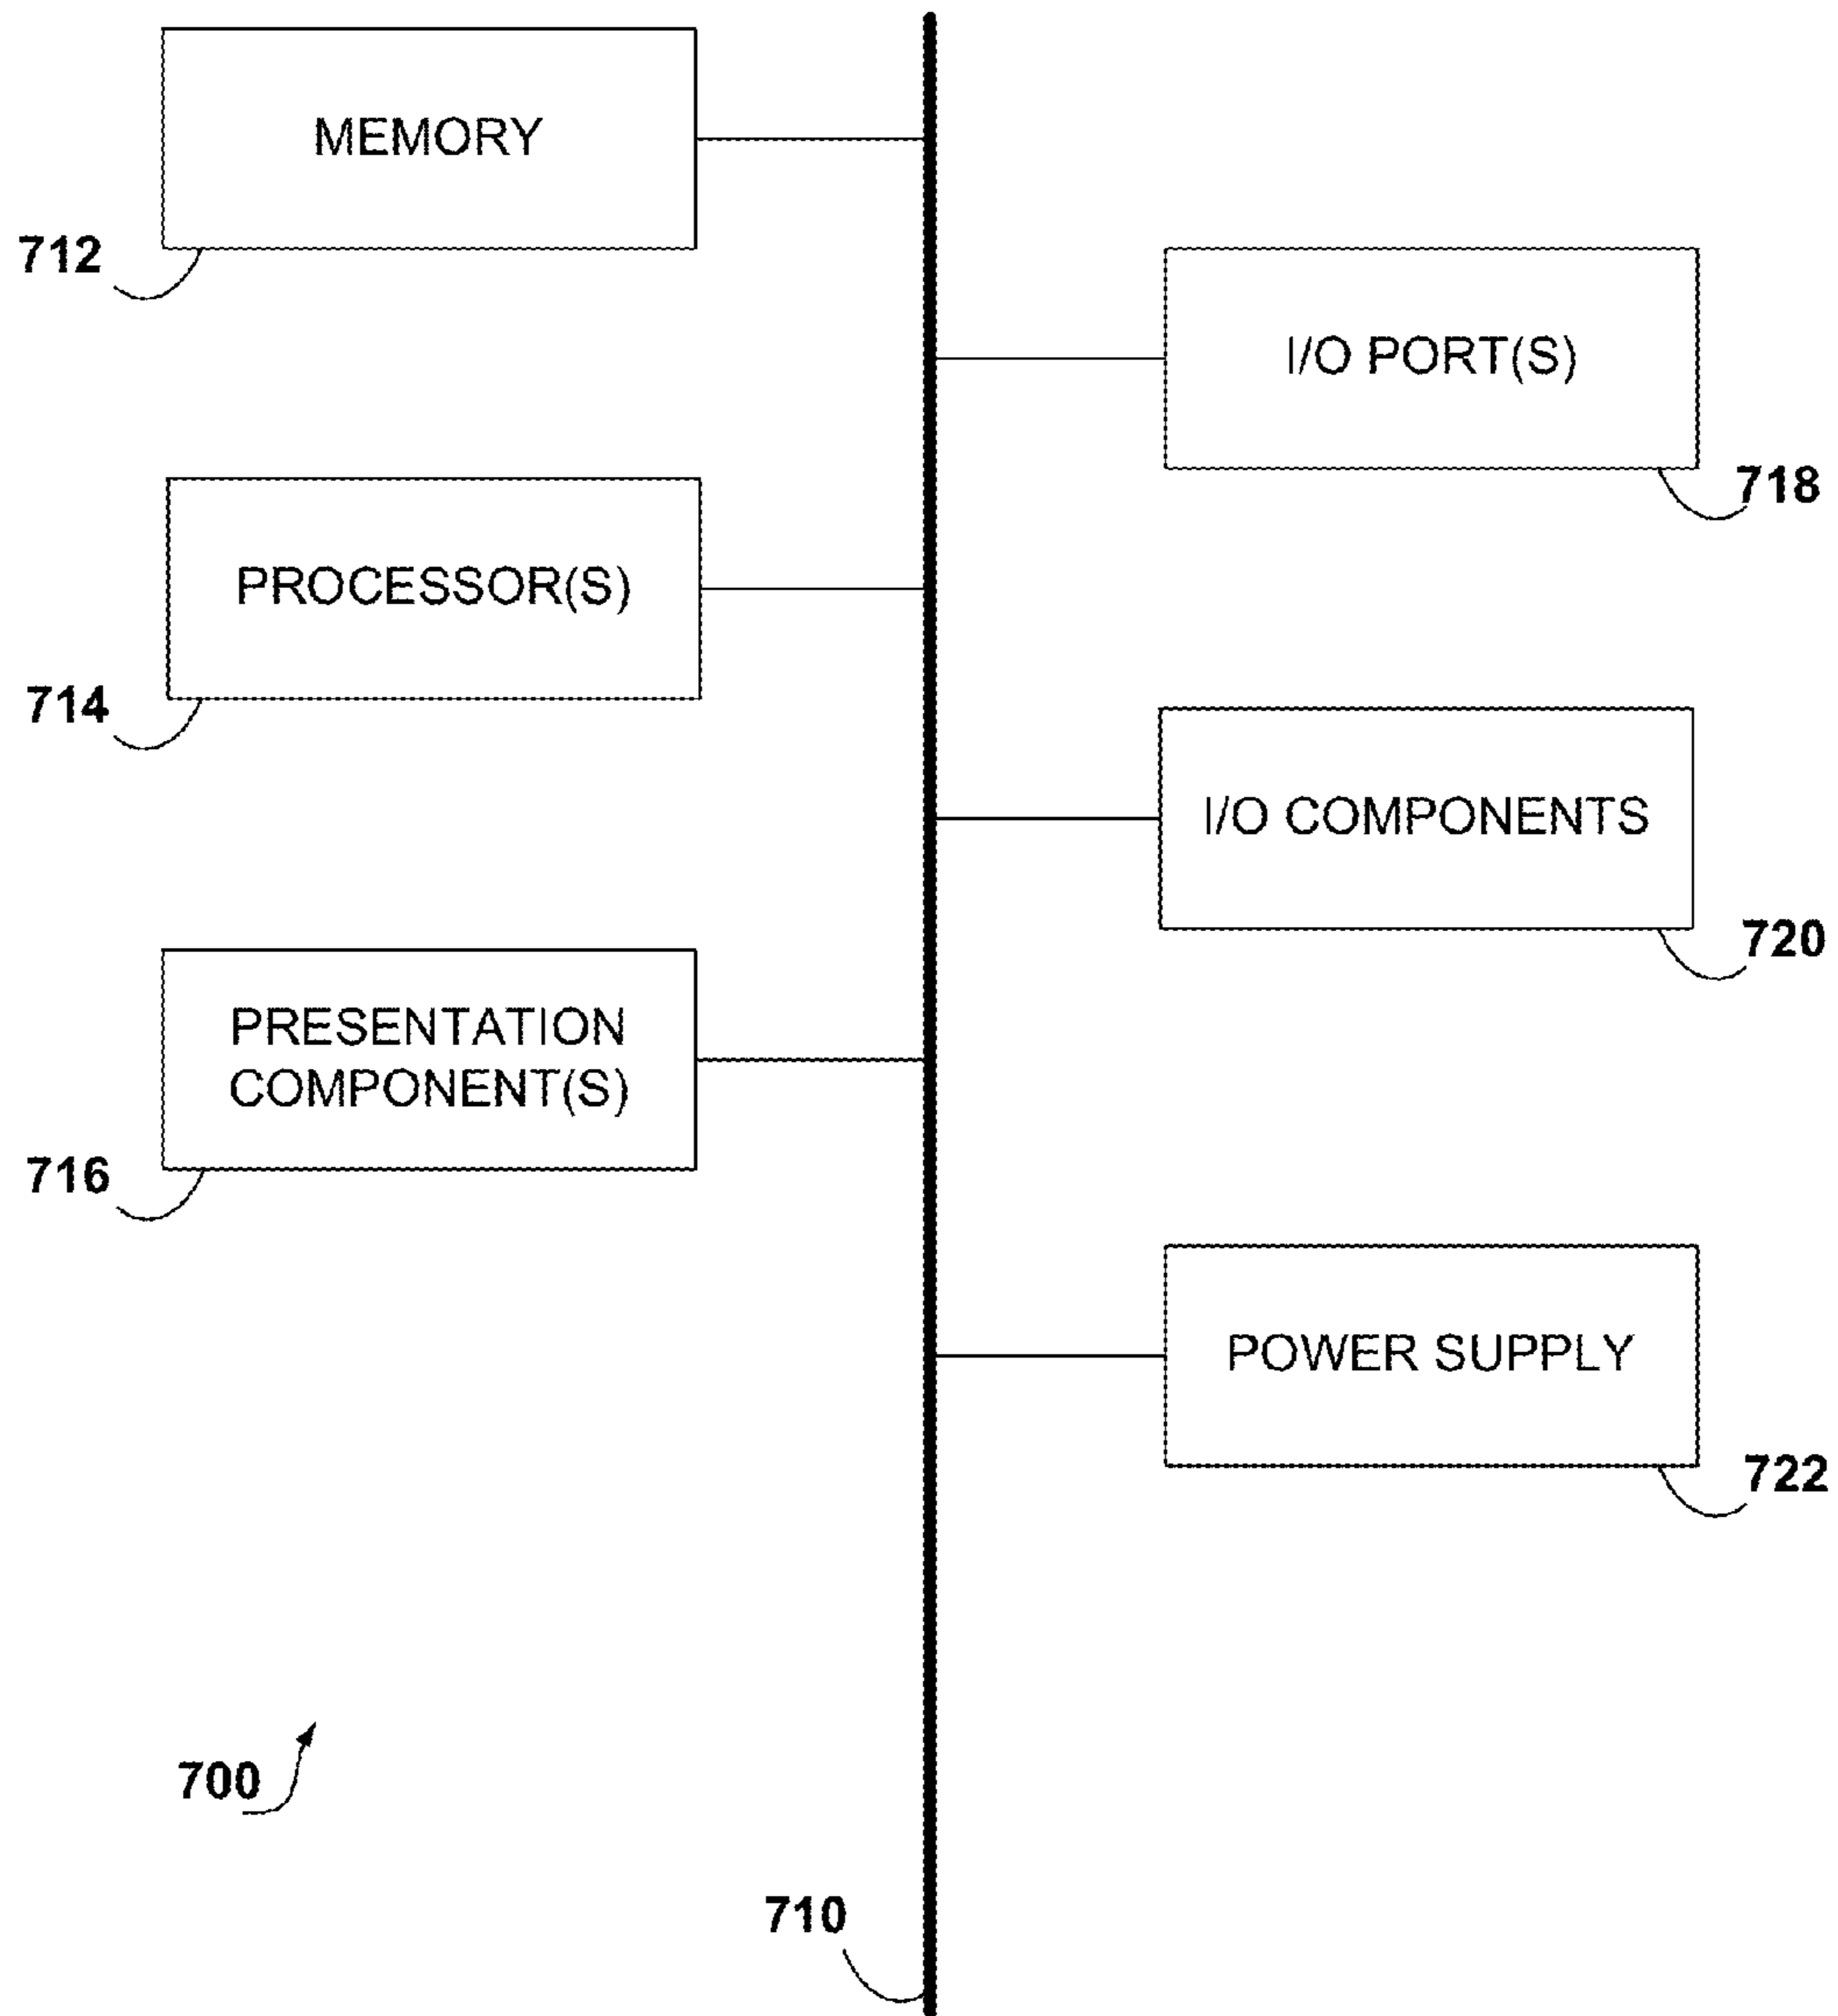 MEMORY
712
I/O PORT(S)
718
PROCESSOR(S)
714
I/O COMPONENTS
720
PRESENTATION
COMPONENT(S)
716
POWER SUPPLY
722
700
710